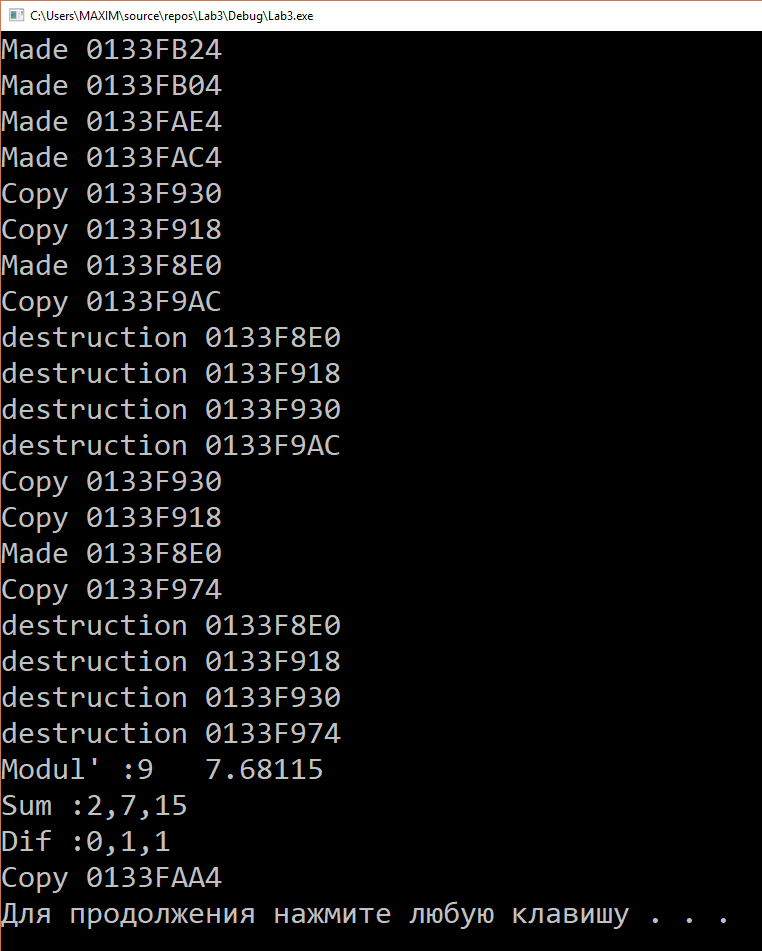 C:\Users\MAXIM\source\repos\Lab3\Debug\Lab3.exe
Made 0133FB24
Made 0133FB04
Made 0133FAE4
Made 0133FAC4
Copy 0133F930
Copy 0133F918
Made 0133F8E0
Copy 0133F9AC
destruction 0133F8E0
destruction 0133F918
destruction 0133F930
destruction 0133F9AC
Copy 0133F930
Copy 0133F918
Made 0133F8E0
Copy 0133F974
destruction 0133F8E0
destruction 0133F918
destruction 0133F930
destruction 0133F974
Modul' :9   7.68115
Sum :2,7,15
Dif :0,1,1
Copy 0133FAA4
Для продолжения нажмите любую клавишу . . .